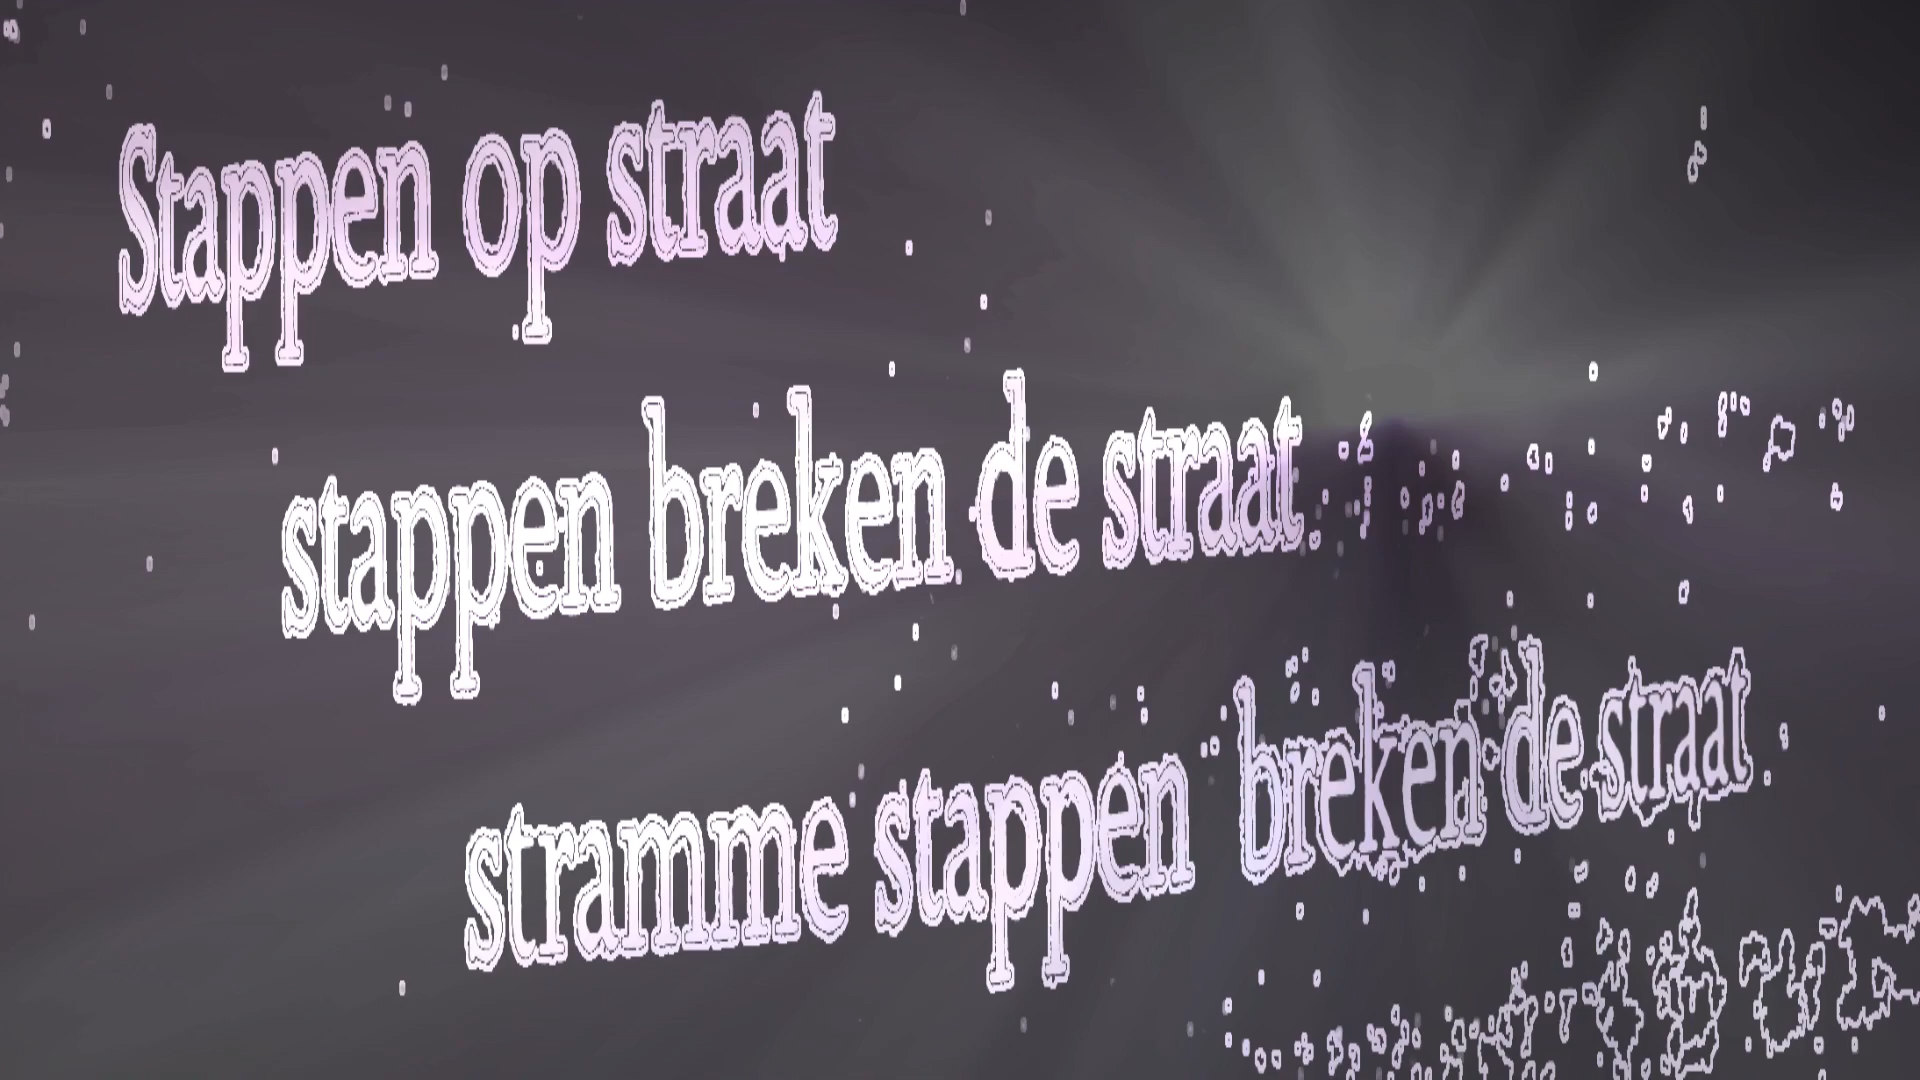 Stappen op straat
stappen breken de straat
stramme stappen breken de straat